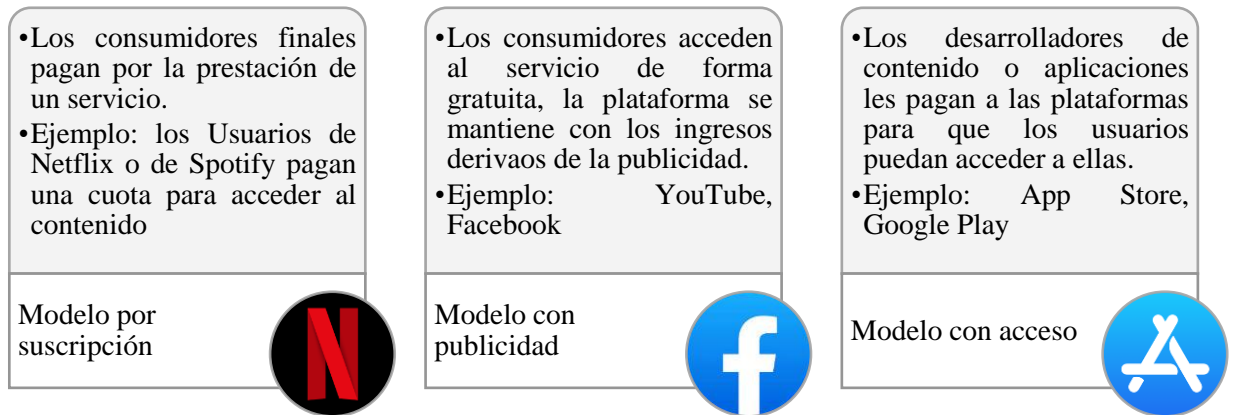 •Los consumidores finales
pagan por la prestación de
un servicio.
•Ejemplo: los Usuarios de
Netflix o de Spotify pagan
una cuota para acceder al
contenido
Modelo por
suscripción
N
•Los consumidores acceden
al servicio de forma
gratuita, la plataforma se
mantiene con los ingresos
derivaos de la publicidad.
•Ejemplo: YouTube,
Facebook
Modelo con
publicidad
f
•Los desarrolladores de
contenido o aplicaciones
les pagan a las plataformas
para que los usuarios
puedan acceder a ellas.
•Ejemplo: App Store,
Google Play
Modelo con acceso